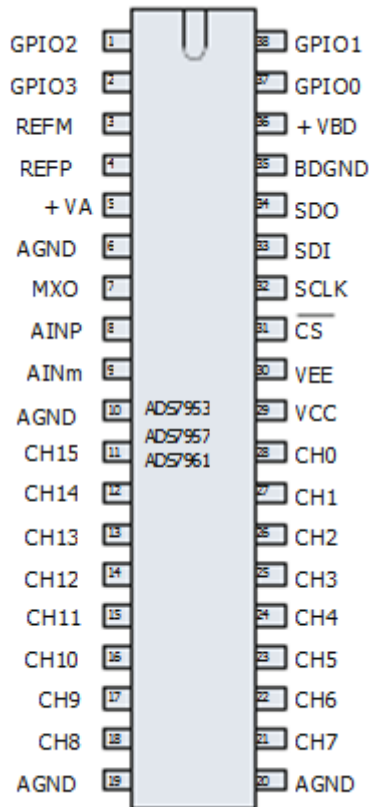 GPIO2 1 38 GPIO1
GPIO3 2 37 GPIO0
REFM 3 36 +VBD
REFP 4 35 BDGND
+VA 5 34 SDO
AGND 6 33 SDI
MXO 7 32 SCLK
AINP 8 31 CS
AINm 9 30 VEE
AGND 10 ADS7953 29 VCC
ADS7957
CH15 11 ADS7961 28 CH0
CH14 12 27 CH1
CH13 13 26 CH2
CH12 14 25 CH3
CH11 15 24 CH4
CH10 16 23 CH5
CH9 17 22 CH6
CH8 18 21 CH7
AGND 19 20 AGND